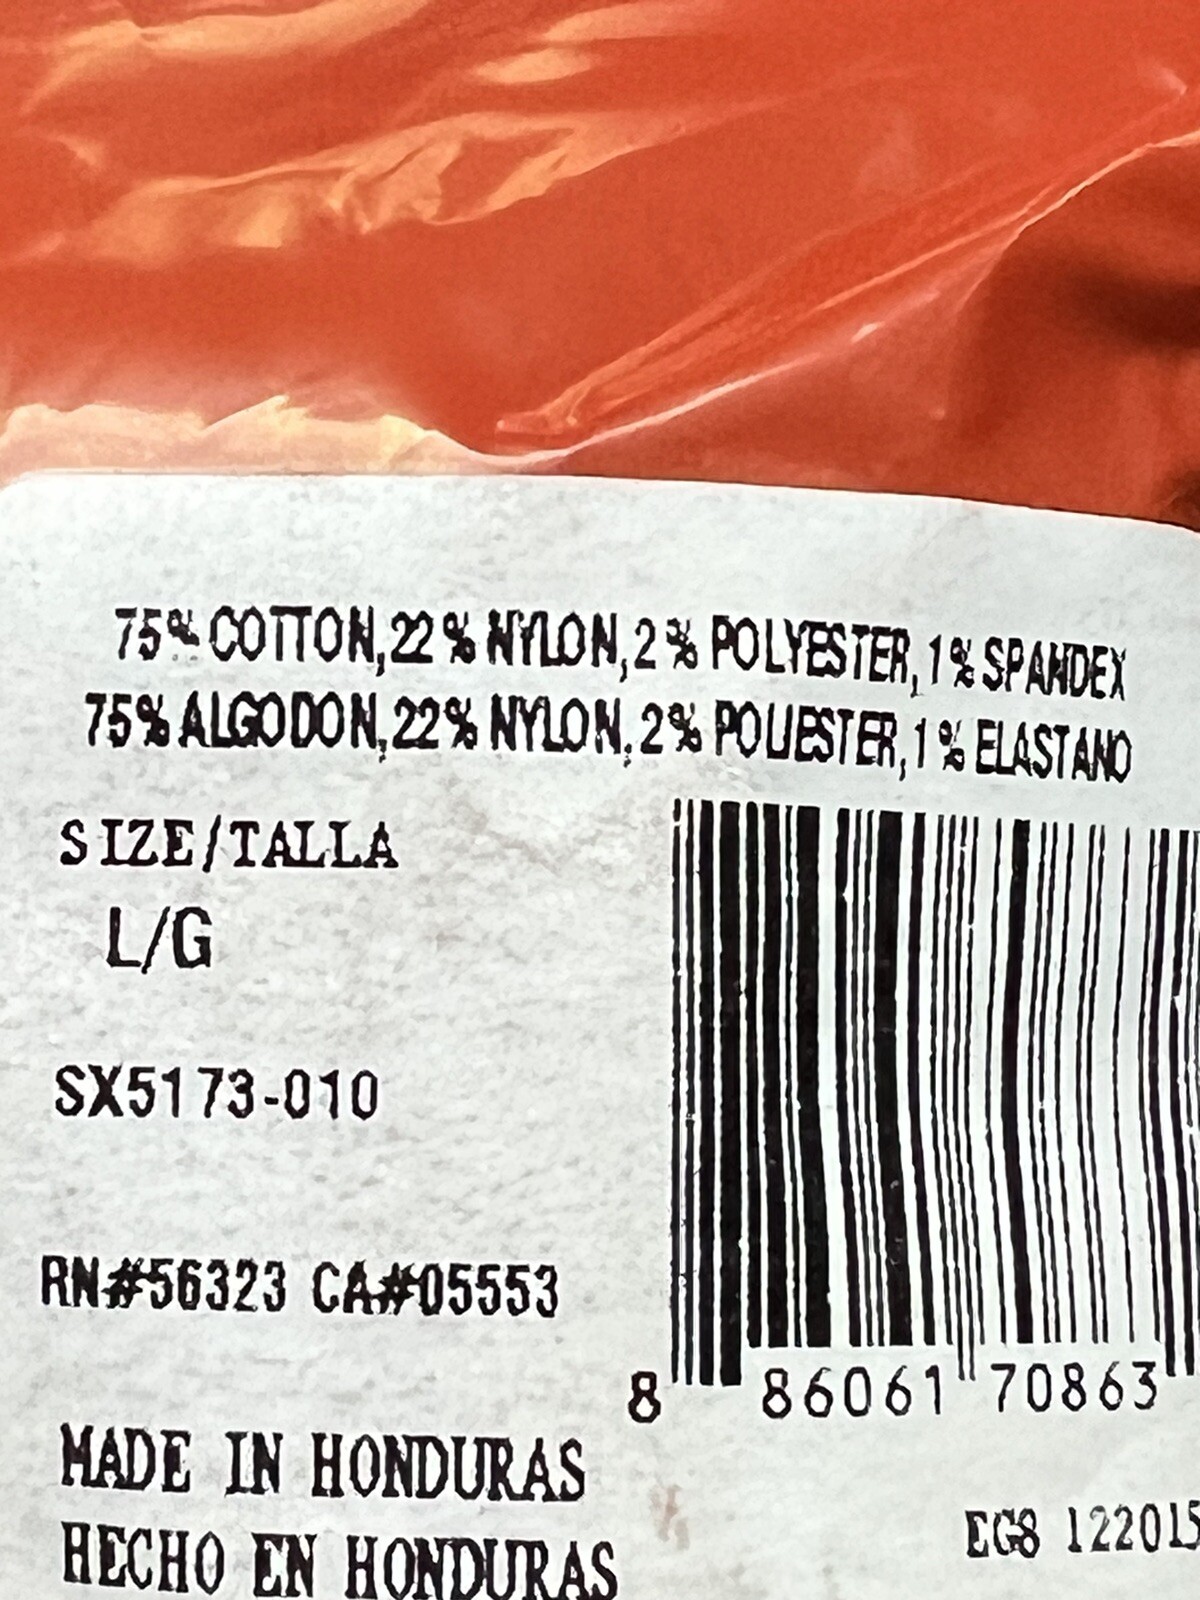 75% COTTON,22% NYLON,2% POLYESTER,1% SPANDEX
75% ALGODON,22% NYLON,2% POLIESTER,1% ELASTANO
SIZE/TALLA
L/G
SX5173-010
RN#56323 CA#05553
8 86061 70863
MADE IN HONDURAS
HECHO EN HONDURAS
EG8 122015